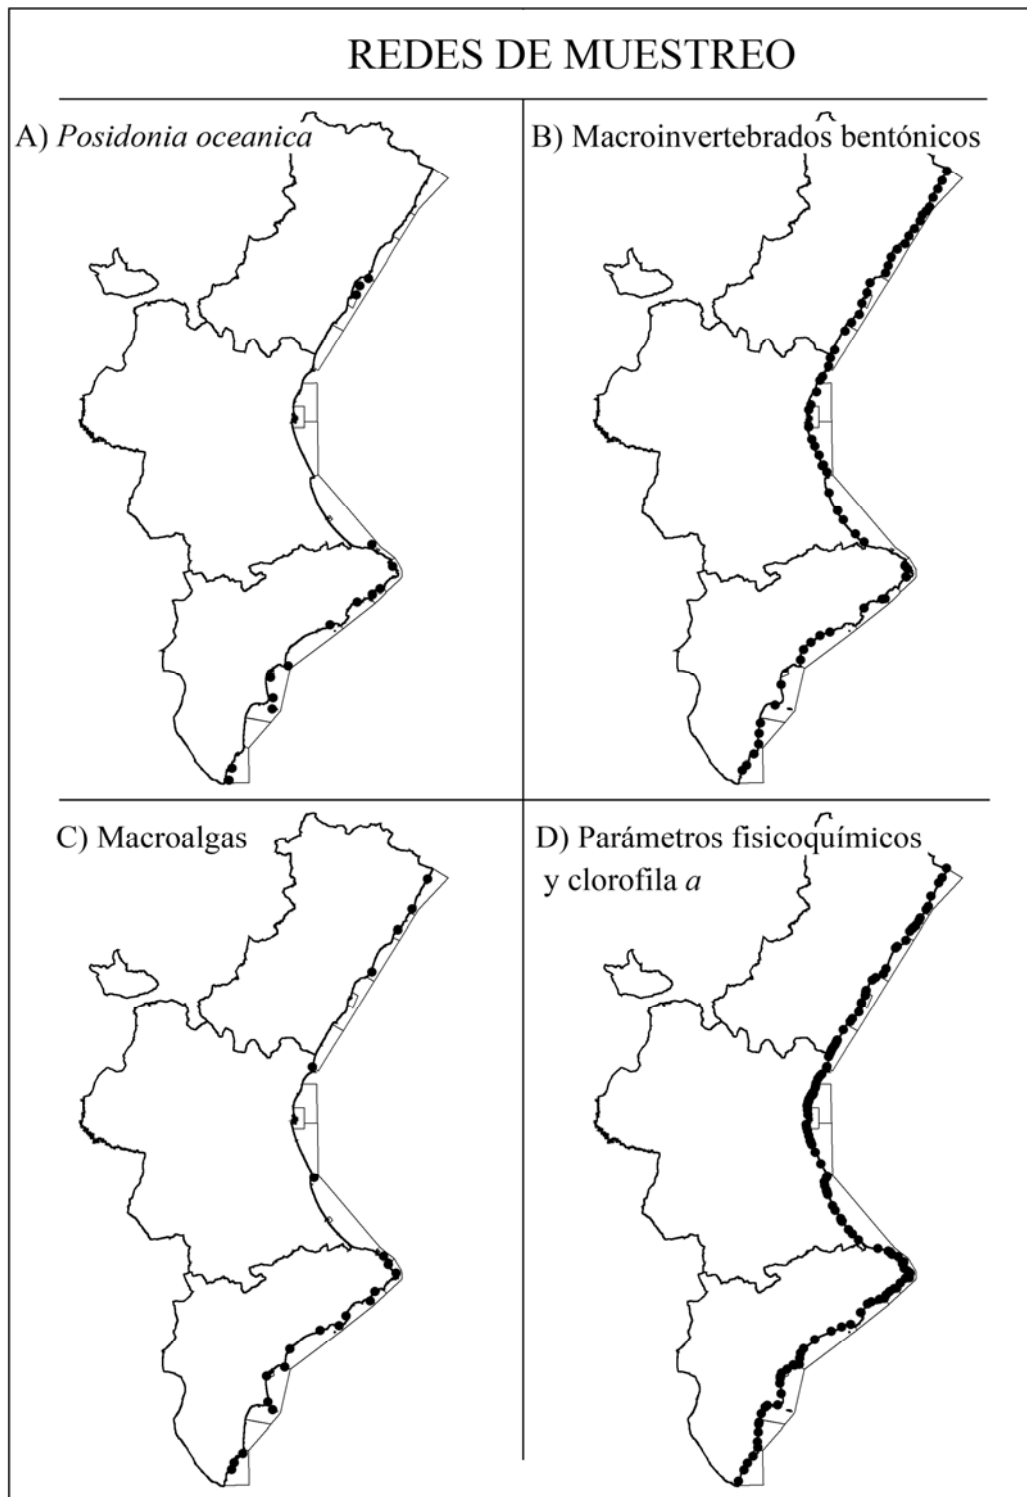 REDES DE MUESTREO
A) Posidonia oceanica
B) Macroinvertebrados bentónicos
C) Macroalgas
D) Parámetros fisicoquímicos
y clorofila a